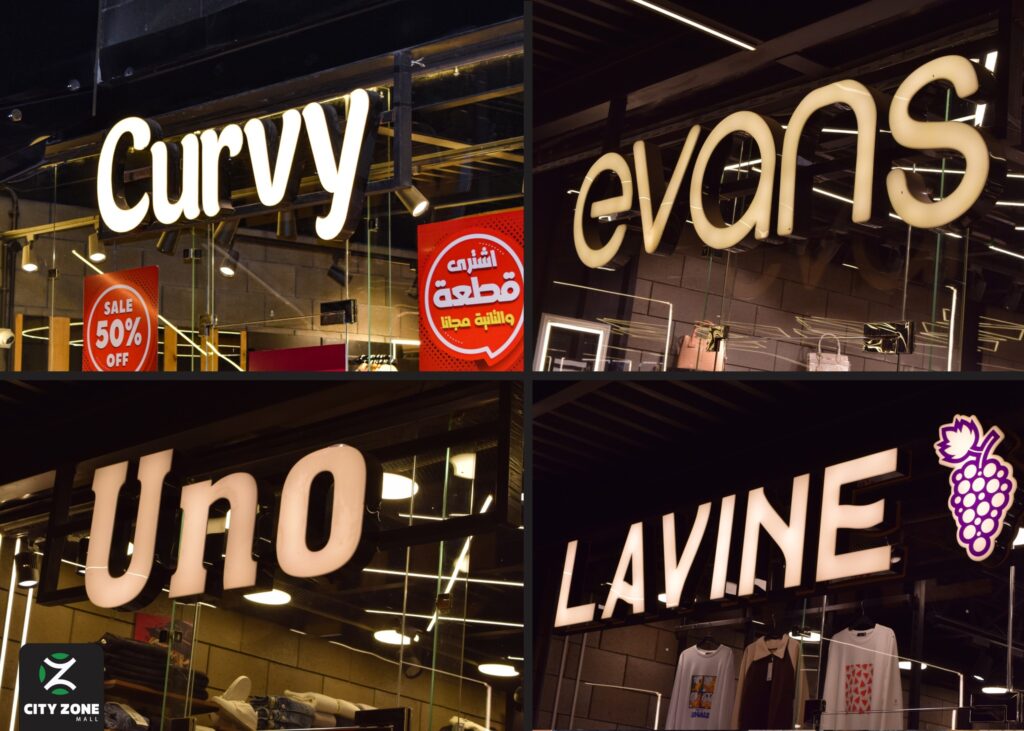 Curvy
SALE
50%
OFF
اشترى
قطعة
والثانية مجانا
evans
Uno
CITY ZONE
MALL
LAVINE